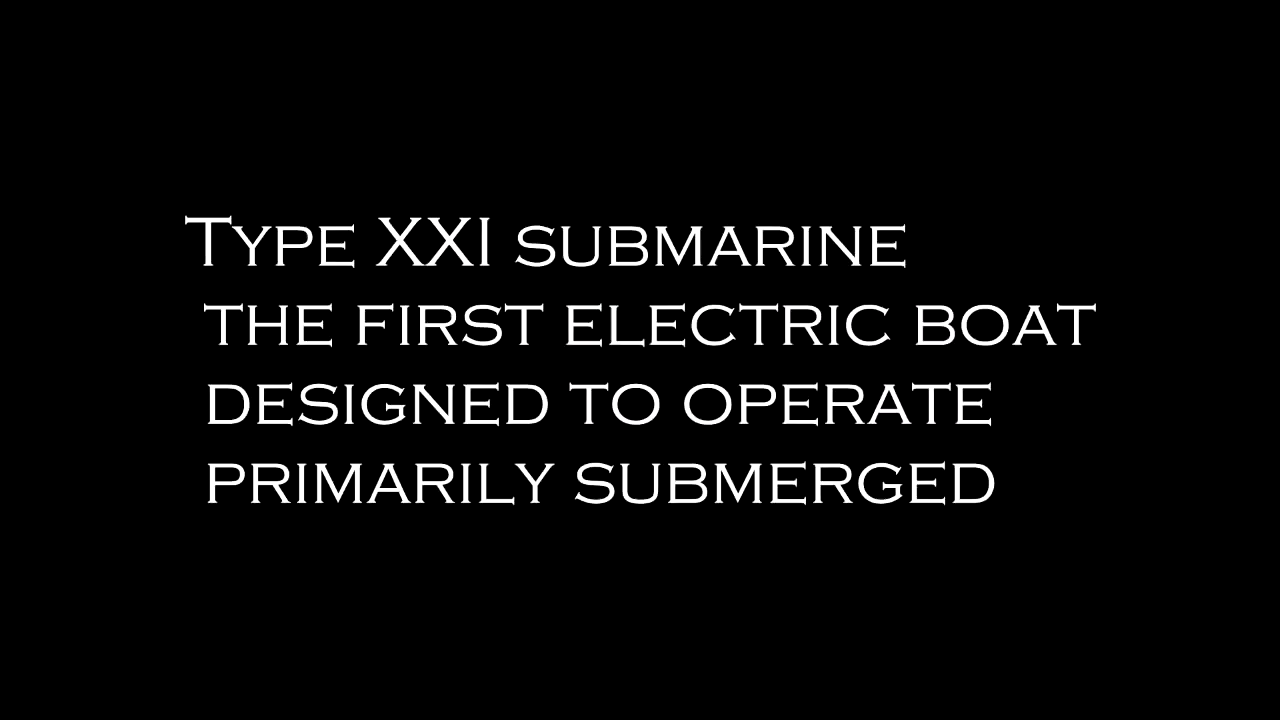 Type XXI submarine
the first electric boat
designed to operate
primarily submerged